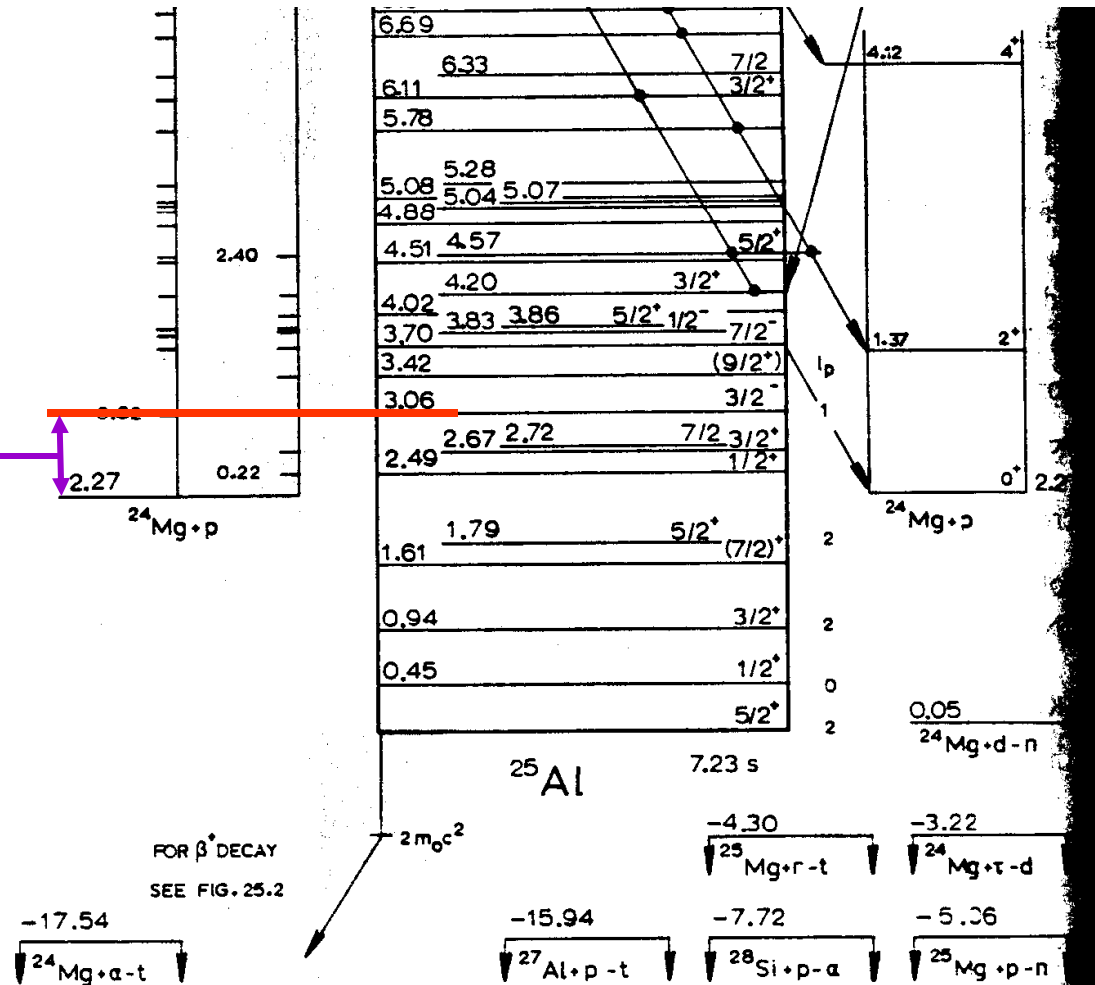 6.69
4.12 4⁺
6.33 7/2
6.11 3/2⁺
5.78
5.28
5.08 5.04 5.07
4.88
2.40 4.51 4.57 5/2⁺
4.20 3/2⁺
4.02 3.83 3.86 5/2⁺ 1/2⁻
3.70 7/2⁻
1.37 2⁺
3.42 (9/2⁺) lp
3.06 3/2⁻ 1
2.67 2.72 7/2 3/2⁺
2.27 0.22 2.49 1/2⁺ 0⁺
²⁴Mg+p ²⁴Mg+p
1.79 5/2⁺
1.61 (7/2)⁺ 2
0.94 3/2⁺ 2
0.45 1/2⁺ 0
5/2⁺ 2
0.05
²⁴Mg+d-n
²⁵Al 7.23 s
2m₀c²
FOR β⁺ DECAY
SEE FIG. 25.2
-4.30 -3.22
²⁵Mg+τ-t ²⁴Mg+τ-d
-17.54 -15.94 -7.72 -5.06
²⁴Mg+α-t ²⁷Al+p-t ²⁸Si+p-α ²⁵Mg+p-n